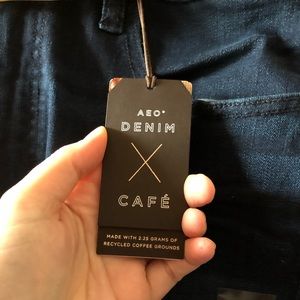 AEO®
DENIM
X
CAFÉ
MADE WITH 2.25 GRAMS OF
RECYCLED COFFEE GROUNDS